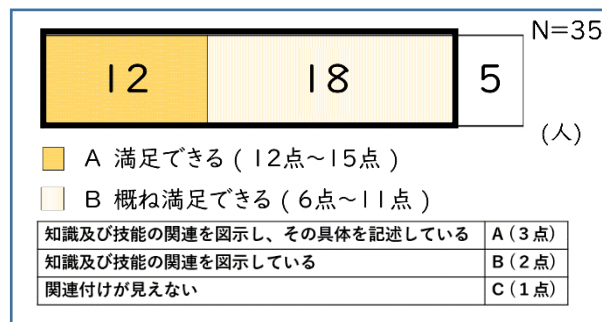 N=35
12 18 5
(人)
A 満足できる ( 12点~15点 )
B 概ね満足できる ( 6点~11点 )
知識及び技能の関連を図示し、その具体を記述している A(3点)
知識及び技能の関連を図示している B(2点)
関連付けが見えない C(1点)